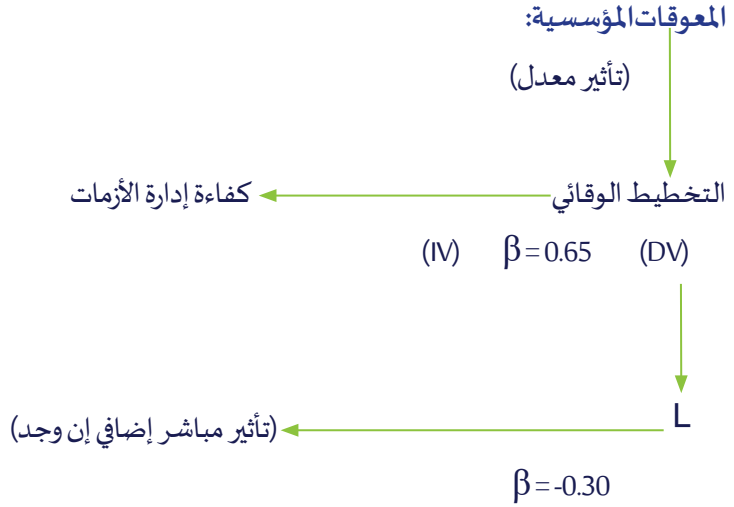 المعوقات المؤسسية:
(تأثير معدل)
التخطيط الوقائي
كفاءة إدارة الأزمات
(DV) β = 0.65 (IV)
L
(تأثير مباشر إضافي إن وجد)
β = -0.30